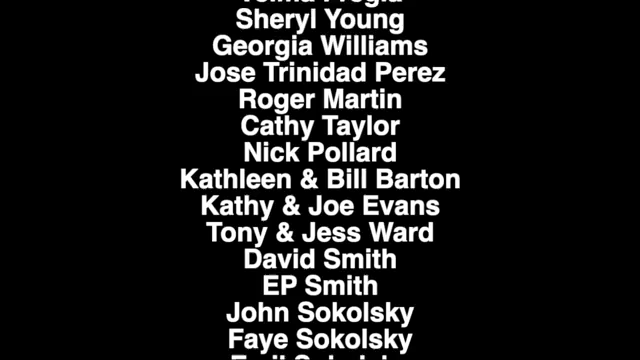 Sheryl Young
Georgia Williams
Jose Trinidad Perez
Roger Martin
Cathy Taylor
Nick Pollard
Kathleen & Bill Barton
Kathy & Joe Evans
Tony & Jess Ward
David Smith
EP Smith
John Sokolsky
Faye Sokolsky